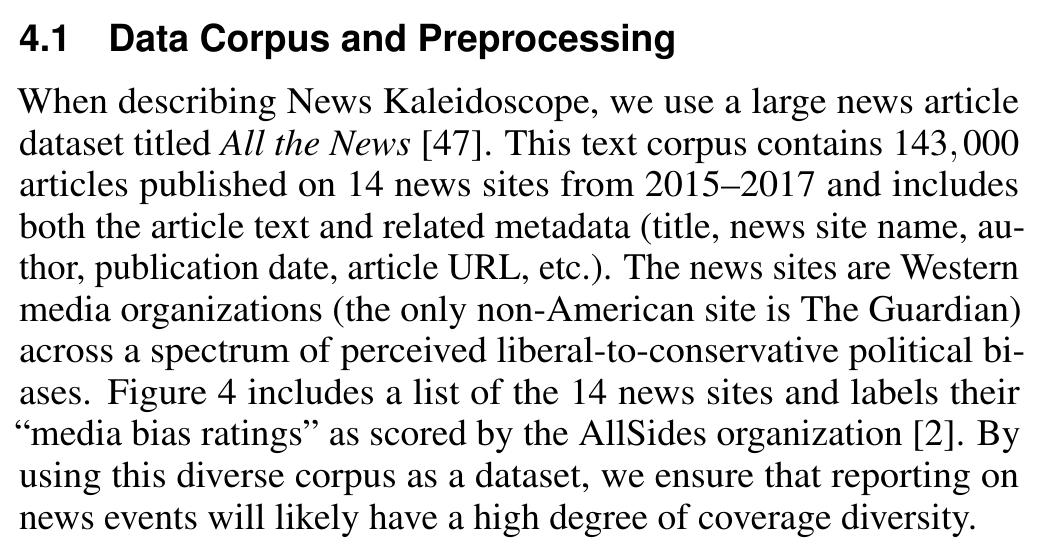 4.1 Data Corpus and Preprocessing
When describing News Kaleidoscope, we use a large news article
dataset titled All the News [47]. This text corpus contains 143,000
articles published on 14 news sites from 2015–2017 and includes
both the article text and related metadata (title, news site name, au-
thor, publication date, article URL, etc.). The news sites are Western
media organizations (the only non-American site is The Guardian)
across a spectrum of perceived liberal-to-conservative political bi-
ases. Figure 4 includes a list of the 14 news sites and labels their
“media bias ratings” as scored by the AllSides organization [2]. By
using this diverse corpus as a dataset, we ensure that reporting on
news events will likely have a high degree of coverage diversity.